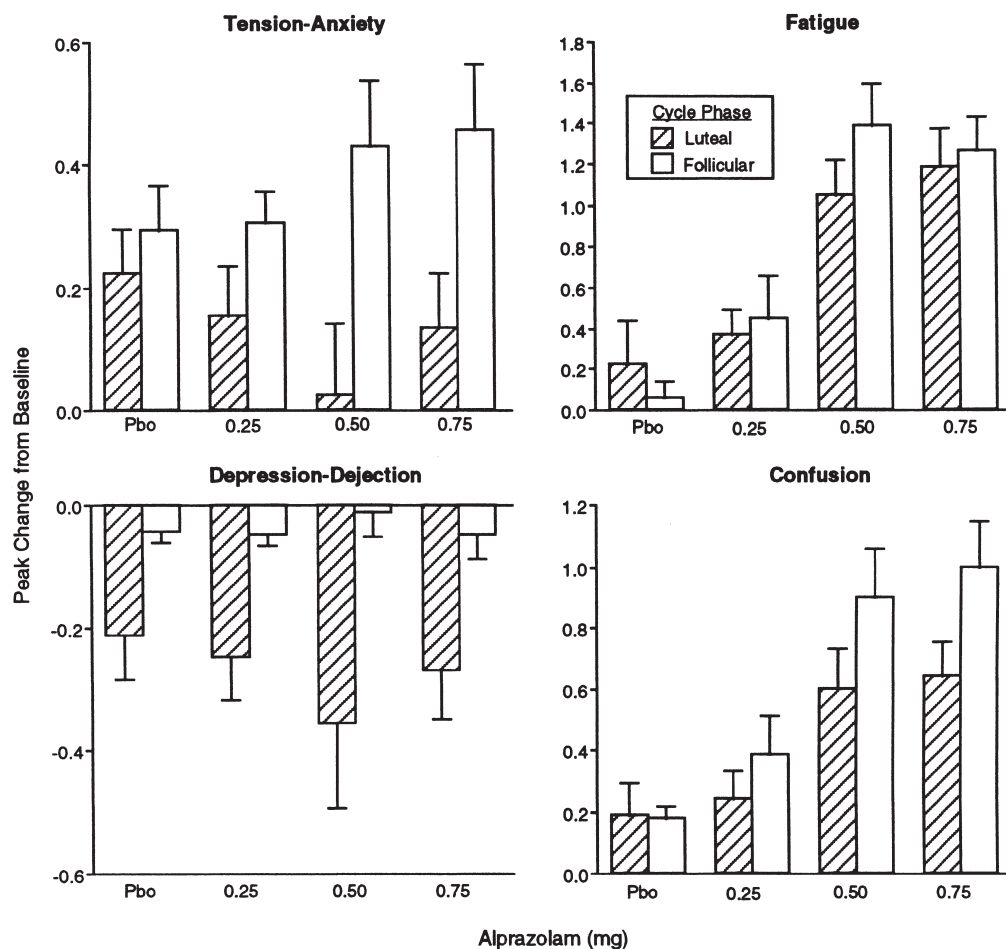 Tension-Anxiety
0.6
0.4
0.2
0.0
Pbo 0.25 0.50 0.75
Fatigue
1.8
1.6
1.4
1.2
1.0
0.8
0.6
0.4
0.2
0.0
Cycle Phase
Luteal
Follicular
Pbo 0.25 0.50 0.75
Peak Change from Baseline
Depression-Dejection
0.0
-0.2
-0.4
-0.6
Pbo 0.25 0.50 0.75
Confusion
1.2
1.0
0.8
0.6
0.4
0.2
0.0
Pbo 0.25 0.50 0.75
Alprazolam (mg)